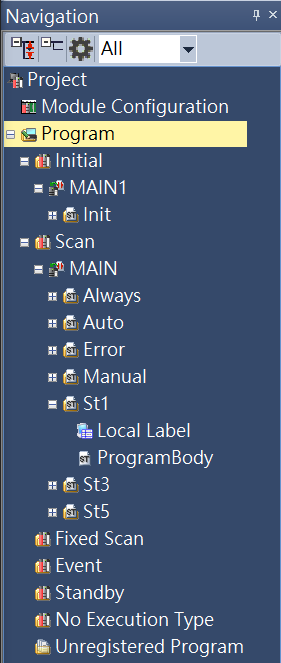 Navigation
All
Project
Module Configuration
Program
Initial
MAIN1
Init
Scan
MAIN
Always
Auto
Error
Manual
St1
Local Label
ProgramBody
St3
St5
Fixed Scan
Event
Standby
No Execution Type
Unregistered Program